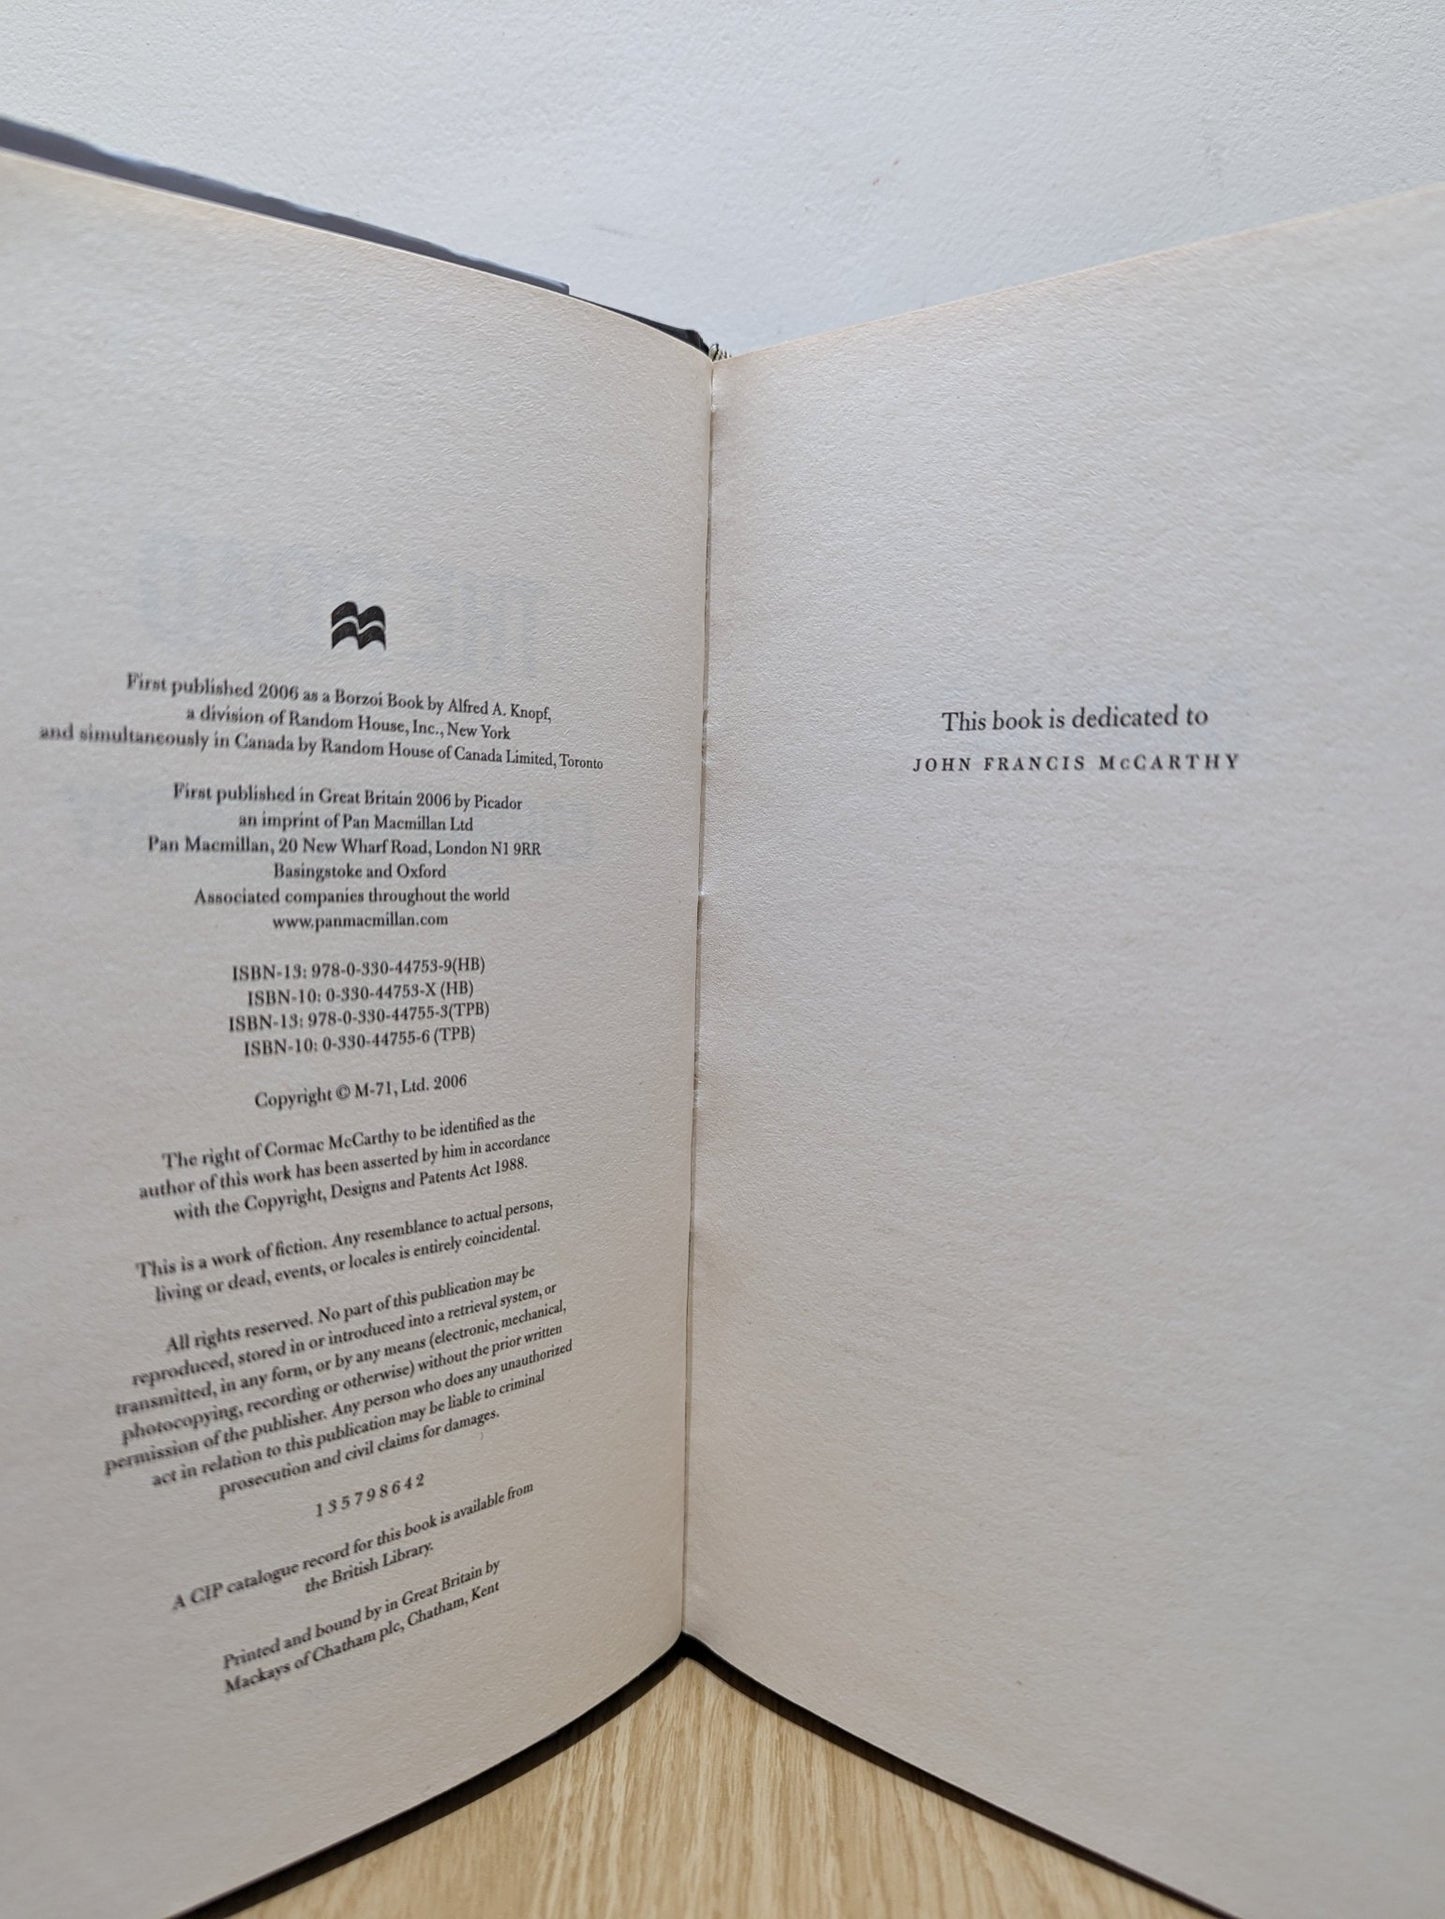 First published 2006 as a Borzoi Book by Alfred A. Knopf,
a division of Random House, Inc., New York
and simultaneously in Canada by Random House of Canada Limited, Toronto
First published in Great Britain 2006 by Picador
an imprint of Pan Macmillan Ltd
Pan Macmillan, 20 New Wharf Road, London N1 9RR
Basingstoke and Oxford
Associated companies throughout the world
www.panmacmillan.com
ISBN-13: 978-0-330-44753-9(HB)
ISBN-10: 0-330-44753-X (HB)
ISBN-13: 978-0-330-44755-3(TPB)
ISBN-10: 0-330-44755-6 (TPB)
Copyright © M-71, Ltd. 2006
The right of Cormac McCarthy to be identified as the
author of this work has been asserted by him in accordance
with the Copyright, Designs and Patents Act 1988.
This is a work of fiction. Any resemblance to actual persons,
living or dead, events, or locales is entirely coincidental.
All rights reserved. No part of this publication may be
reproduced, stored in or introduced into a retrieval system, or
transmitted, in any form, or by any means (electronic, mechanical,
photocopying, recording or otherwise) without the prior written
permission of the publisher. Any person who does any unauthorized
act in relation to this publication may be liable to criminal
prosecution and civil claims for damages.
1 3 5 7 9 8 6 4 2
A CIP catalogue record for this book is available from
the British Library.
Printed and bound by in Great Britain by
Mackays of Chatham plc, Chatham, Kent
This book is dedicated to
JOHN FRANCIS McCARTHY